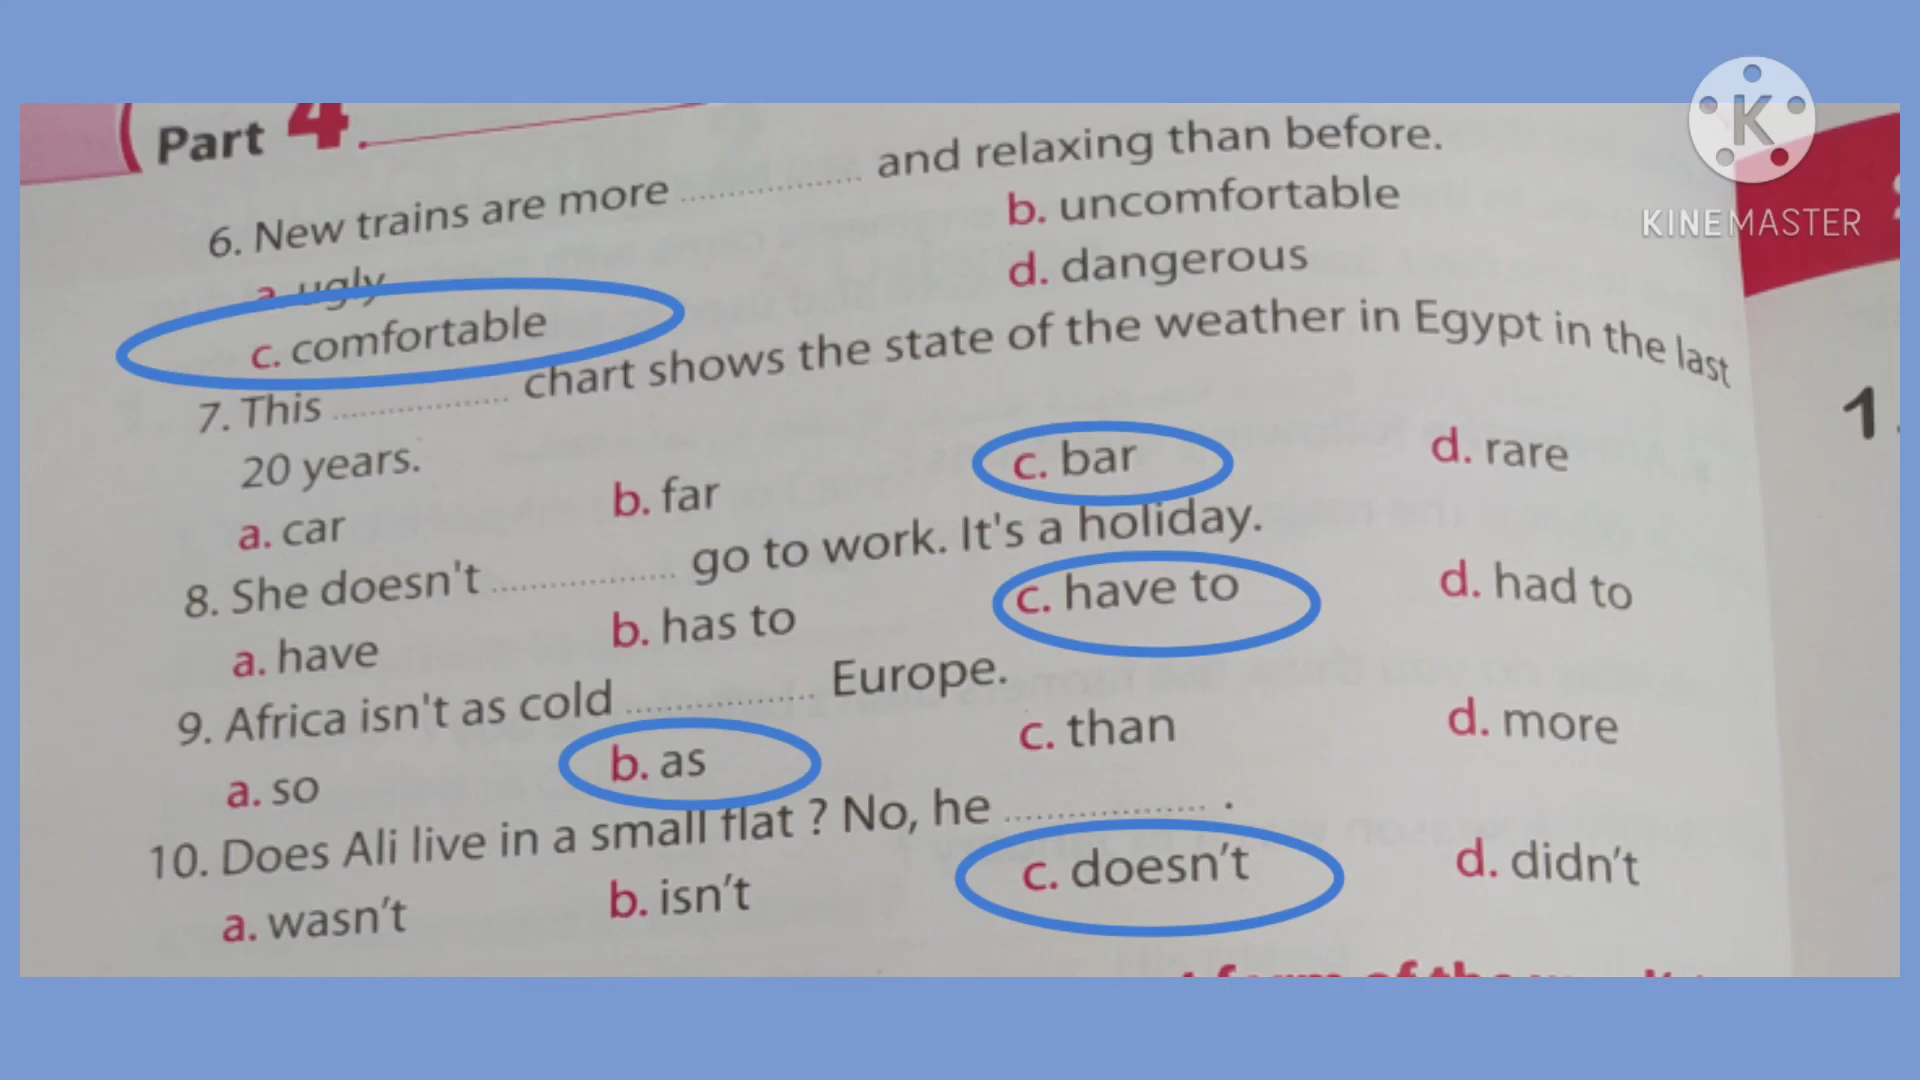 Part 4.
6. New trains are more .................. and relaxing than before.
a. ugly b. uncomfortable
c. comfortable d. dangerous
7. This .................. chart shows the state of the weather in Egypt in the last
20 years.
a. car b. far c. bar d. rare
8. She doesn't .................. go to work. It's a holiday.
a. have b. has to c. have to d. had to
9. Africa isn't as cold .................. Europe.
a. so b. as c. than d. more
10. Does Ali live in a small flat ? No, he .................. .
a. wasn't b. isn't c. doesn't d. didn't
1.
K
KINEMASTER